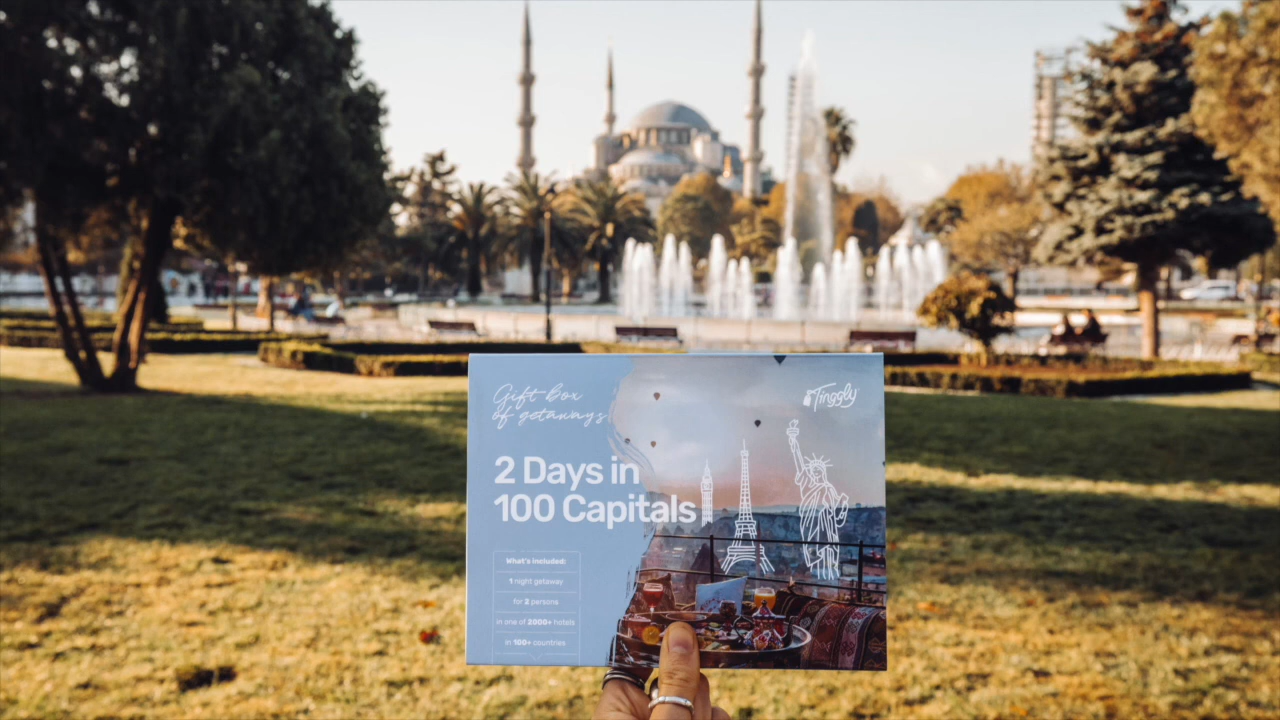 Gift box
of getaways
Tinggly
2 Days in
100 Capitals
What's included:
1 night getaway
for 2 persons
in one of 2000+ hotels
in 100+ countries